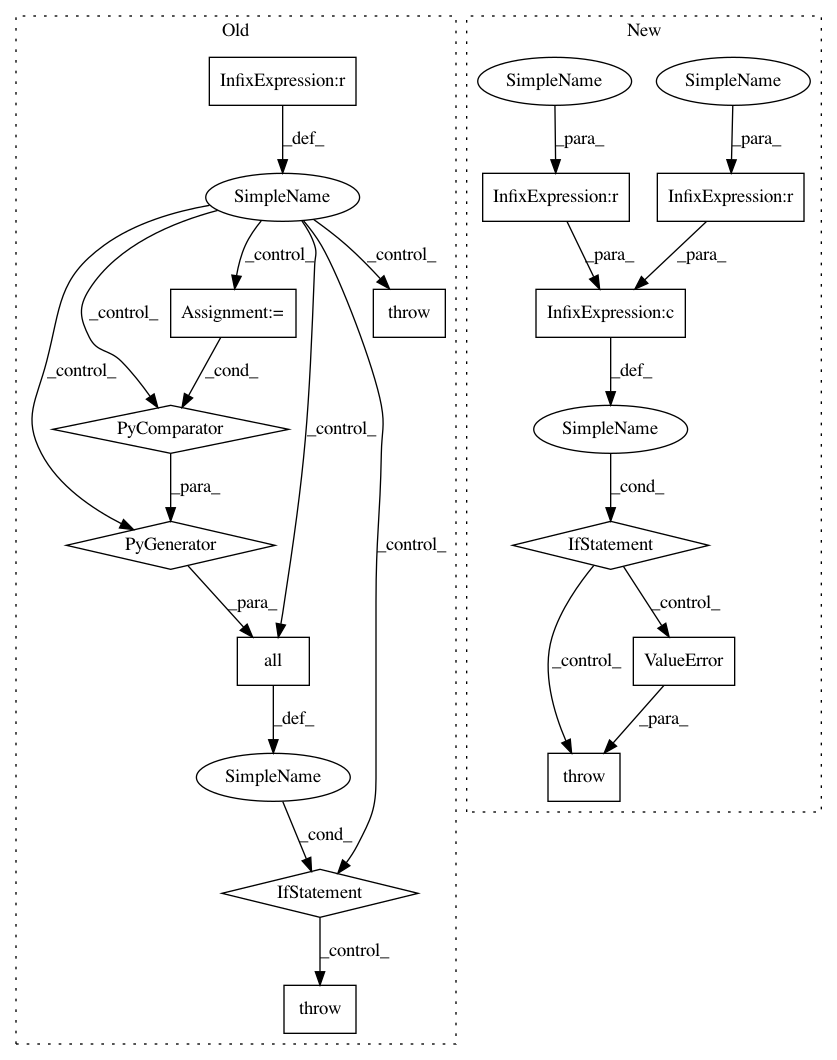 Old
New
InfixExpression:r
SimpleName
SimpleName
_def_
_para_
_para_
SimpleName
InfixExpression:r
InfixExpression:r
_control_
_control_
_para_
_para_
Assignment:=
throw
InfixExpression:c
_control_
_control_
_cond_
_def_
PyComparator
_control_
SimpleName
_para_
_cond_
PyGenerator
_control_
IfStatement
_para_
_control_
all
_control_
ValueError
_def_
_para_
SimpleName
throw
_cond_
IfStatement
_control_
throw